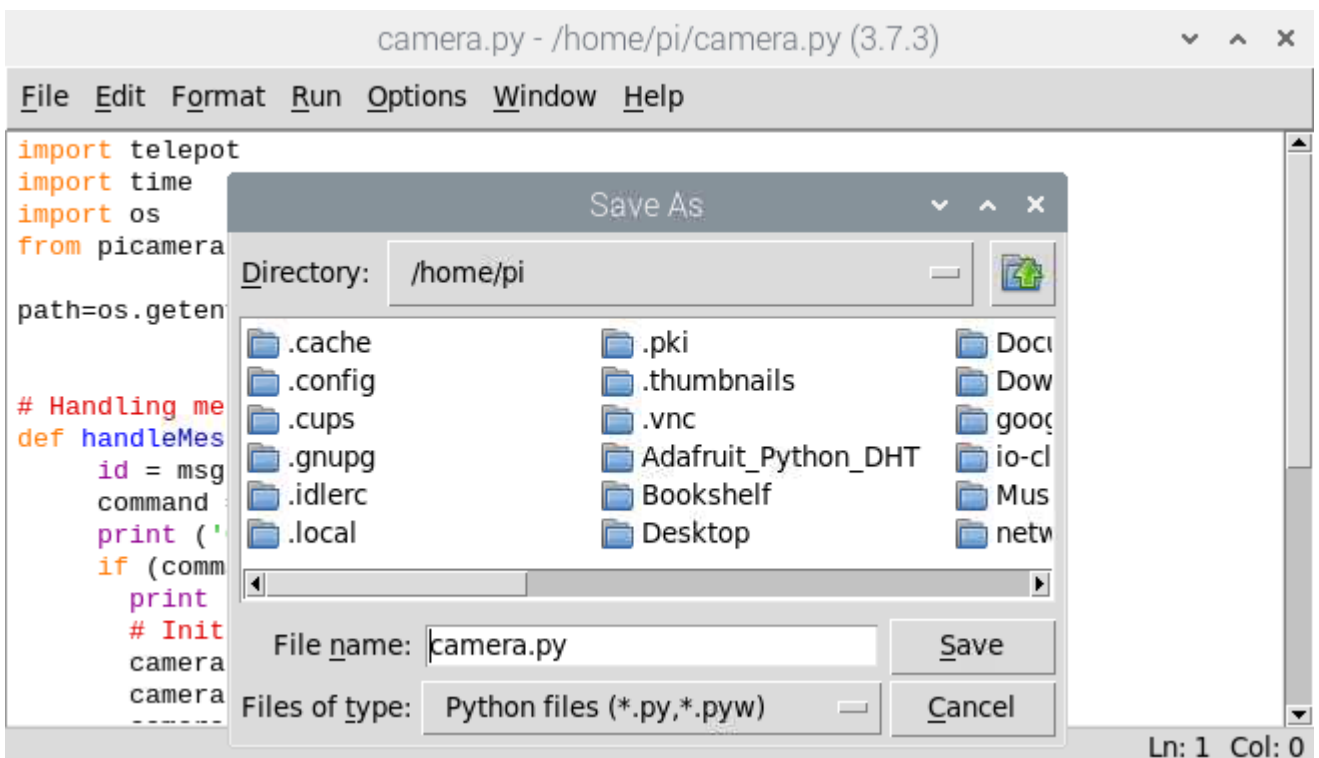 camera.py - /home/pi/camera.py (3.7.3)
File Edit Format Run Options Window Help
import telepot
import time
import os
from picamera
path=os.geten
# Handling me
def handleMes
id = msg
command
print ('
if (comm
print
# Init
camera
camera
Save As
Directory: /home/pi
.cache .pki Docu
.config .thumbnails Dow
.cups .vnc goog
.gnupg Adafruit_Python_DHT io-cl
.idlerc Bookshelf Mus
.local Desktop netw
File name: camera.py Save
Files of type: Python files (*.py,*.pyw) Cancel
Ln: 1 Col: 0